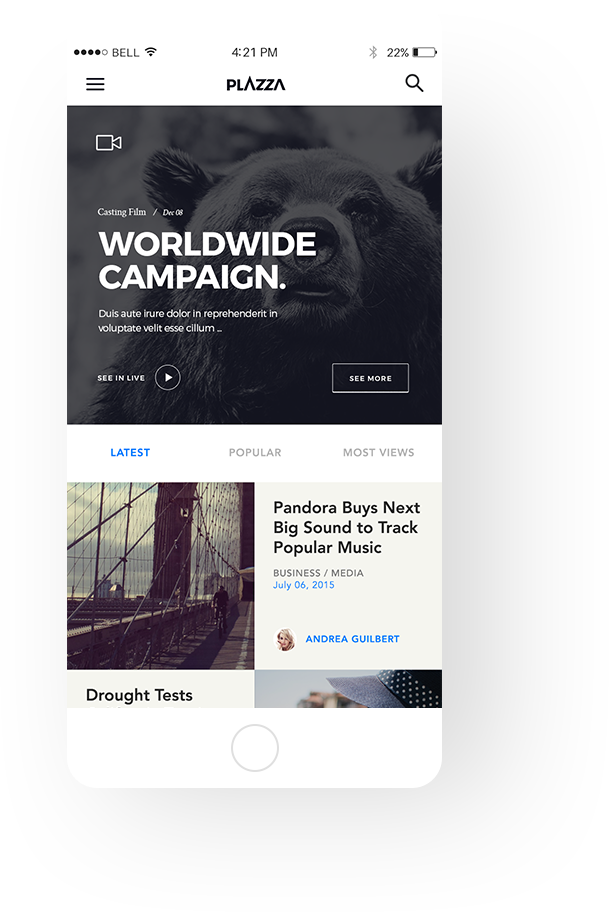 BELL 4:21 PM 22%
PLAZZA
Casting Film / Dec 08
WORLDWIDE
CAMPAIGN.
Duis aute irure dolor in reprehenderit in
voluptate velit esse cillum ...
SEE IN LIVE
SEE MORE
LATEST POPULAR MOST VIEWS
Pandora Buys Next
Big Sound to Track
Popular Music
BUSINESS / MEDIA
July 06, 2015
ANDREA GUILBERT
Drought Tests